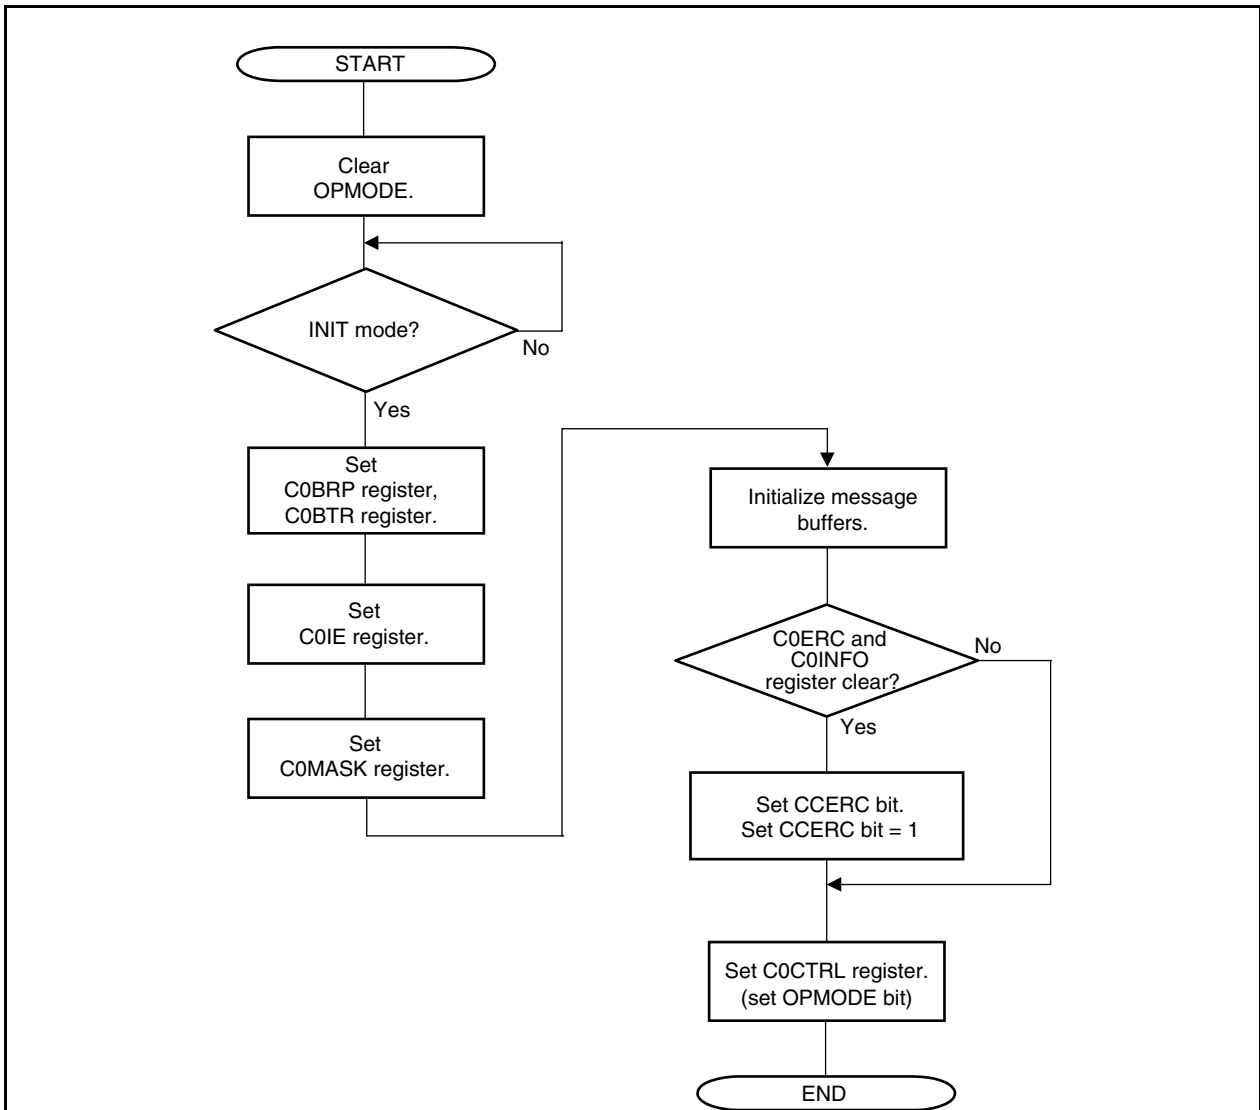 START
Clear
OPMODE.
INIT mode?
No
Yes
Set
C0BRP register,
C0BTR register.
Set
C0IE register.
Set
C0MASK register.
Initialize message
buffers.
C0ERC and
C0INFO
register clear?
No
Yes
Set CCERC bit.
Set CCERC bit = 1
Set C0CTRL register.
(set OPMODE bit)
END